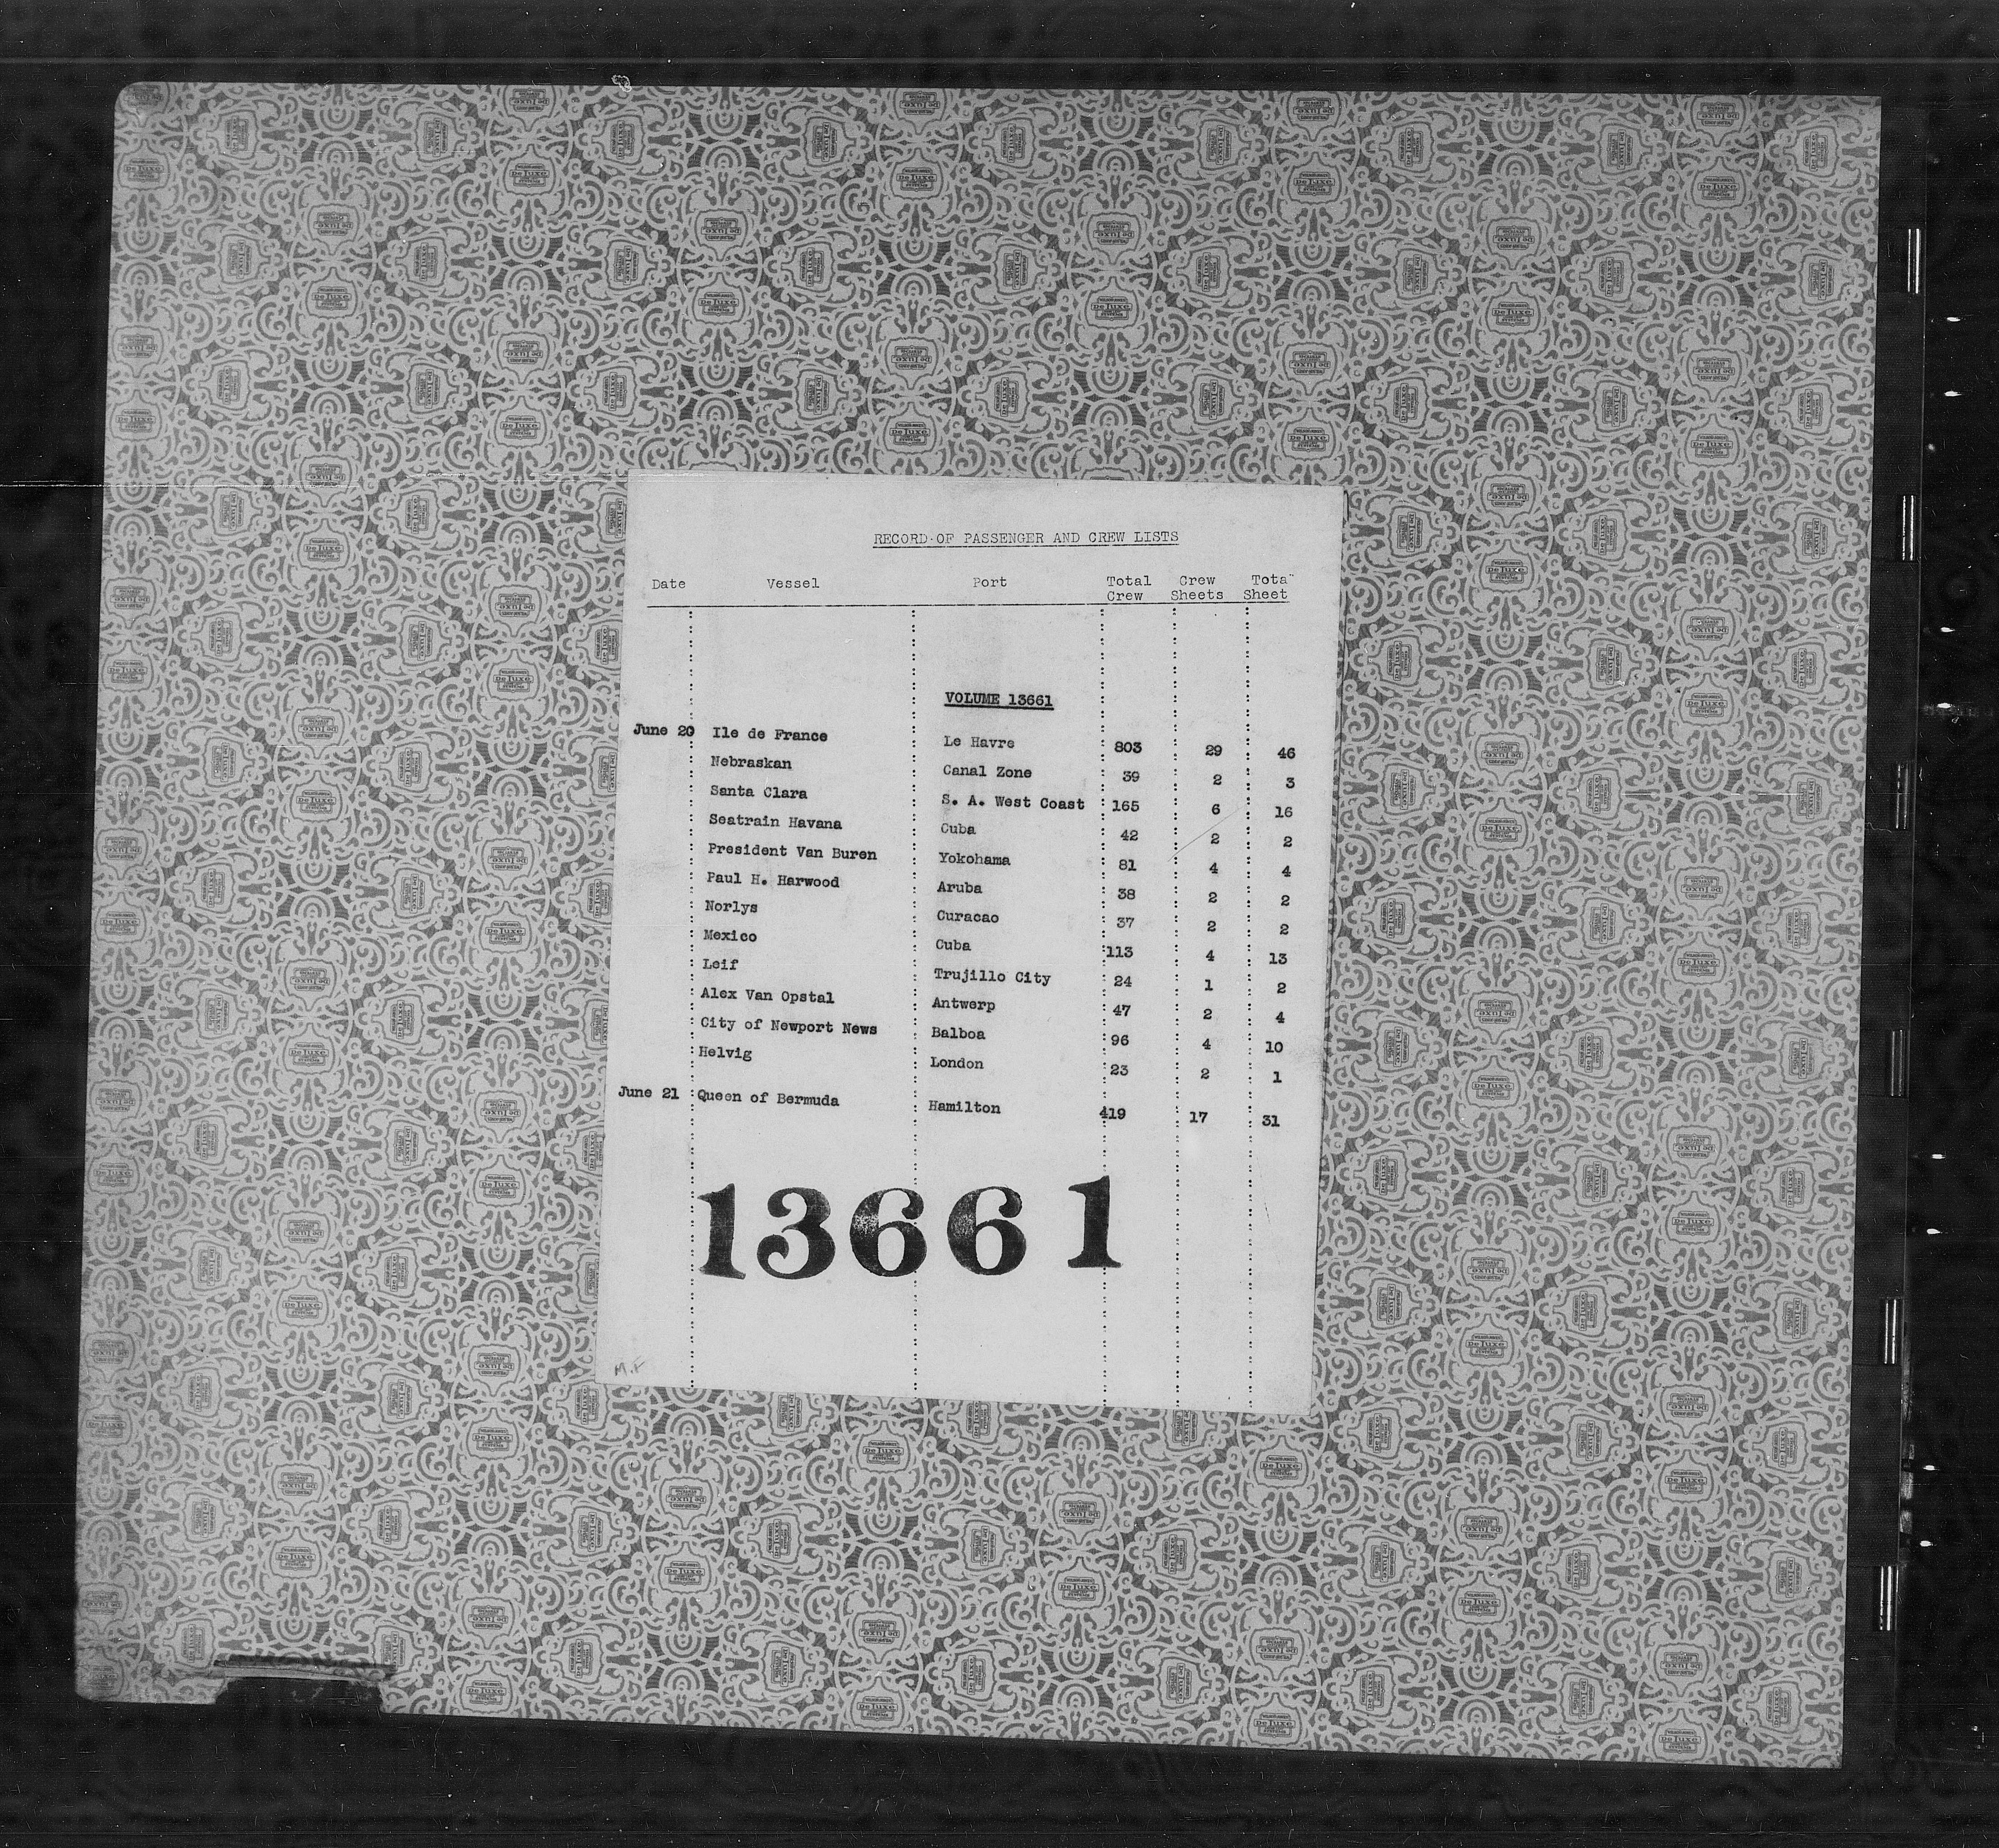 RECORD OF PASSENGER AND CREW LISTS
Date Vessel Port Total Crew Crew Sheets Tota Sheet
VOLUME 13661
June 20 Ile de France Le Havre 803 29 46
Nebraskan Canal Zone 39 2 3
Santa Clara S. A. West Coast 165 6 16
Seatrain Havana Cuba 42 2 2
President Van Buren Yokohama 81 4 4
Paul H. Harwood Aruba 38 2 2
Norlys Curacao 37 2 2
Mexico Cuba 113 4 13
Leif Trujillo City 24 1 2
Alex Van Opstal Antwerp 47 2 4
City of Newport News Balboa 96 4 10
Helvig London 23 2 1
June 21 Queen of Bermuda Hamilton 419 17 31
13661
M.F
De Luxe